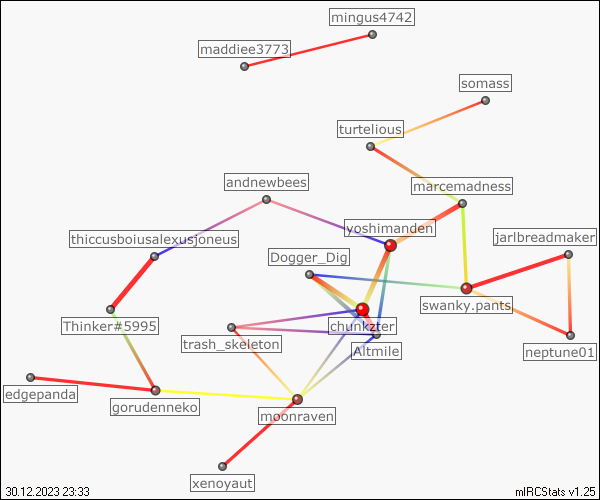 mingus4742
maddiee3773
somass
turtelious
andnewbees
marcemadness
yoshimanden
thiccusboiusalexusjoneus
jarlbreadmaker
Dogger_Dig
swanky.pants
Thinker#5995
chunkzter
trash_skeleton
Altmile
neptune01
edgepanda
gorudenneko
moonraven
xenoyaut
30.12.2023 23:33
mIRCStats v1.25